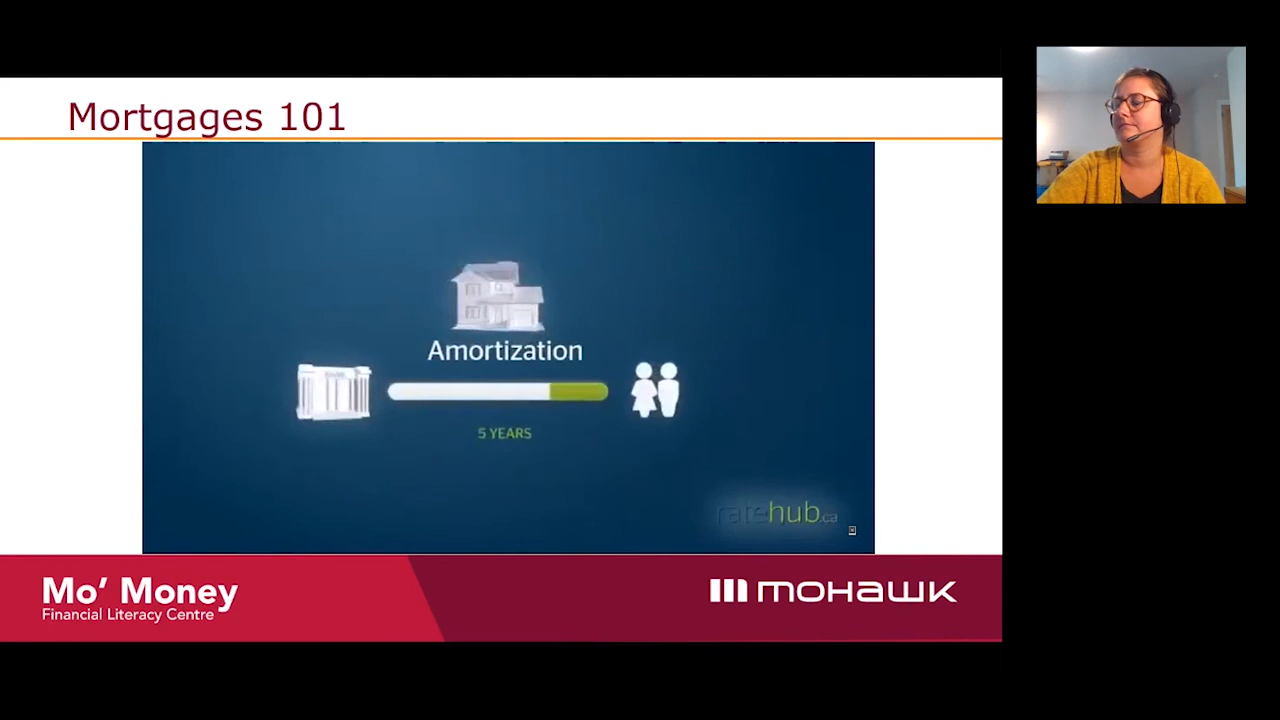 Mortgages 101
Amortization
5 YEARS
ratehub.ca
Mo' Money
Financial Literacy Centre
mohawk